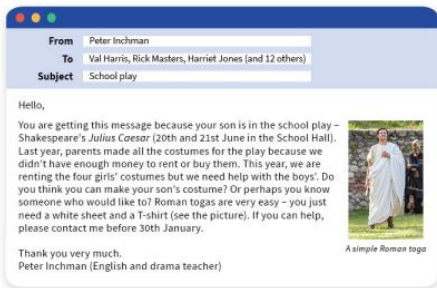 From Peter Inchman
To Val Harris, Rick Masters, Harriet Jones (and 12 others)
Subject School play
Hello,
You are getting this message because your son is in the school play –
Shakespeare's Julius Caesar (20th and 21st June in the School Hall).
Last year, parents made all the costumes for the play because we
didn't have enough money to rent or buy them. This year, we are
renting the four girls' costumes but we need help with the boys'. Do
you think you can make your son's costume? Or perhaps you know
someone who would like to? Roman togas are very easy – you just
need a white sheet and a T-shirt (see the picture). If you can help,
please contact me before 30th January.
A simple Roman toga
Thank you very much.
Peter Inchman (English and drama teacher)